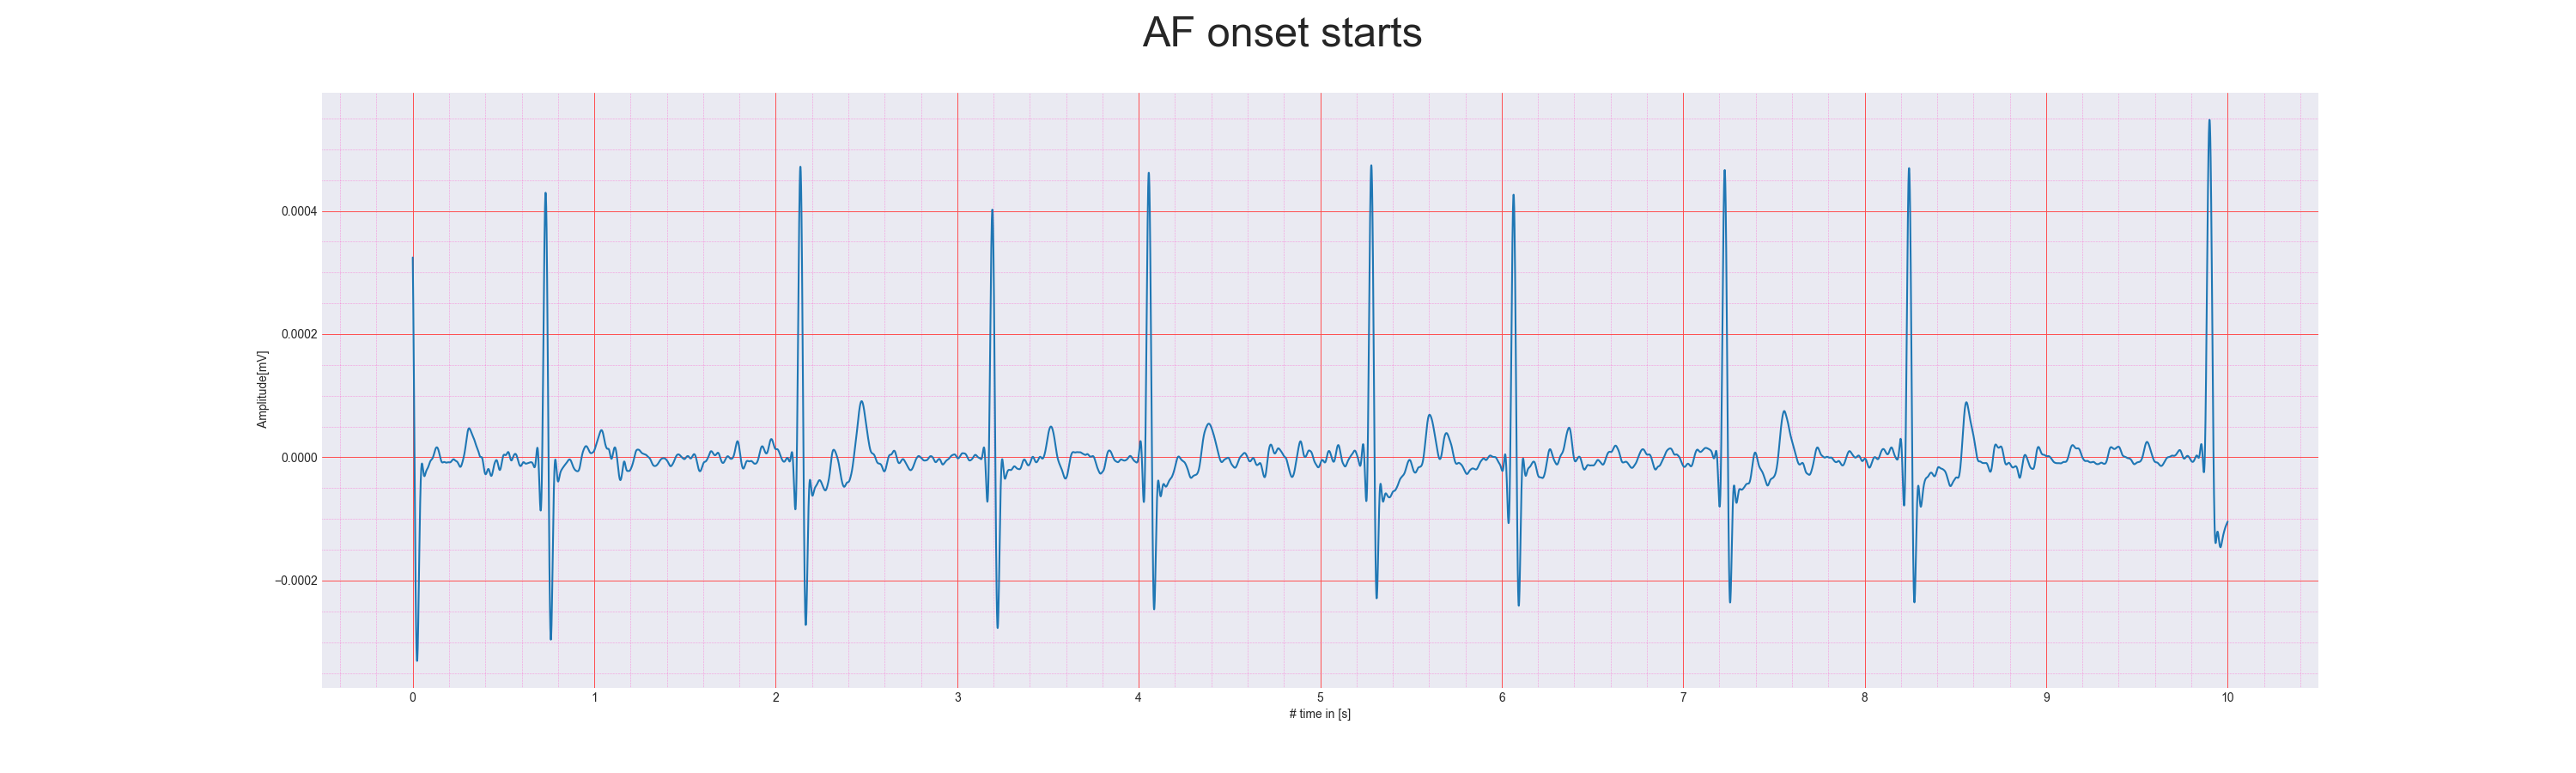 AF onset starts
0.0004
0.0002
0.0000
−0.0002
Amplitude[mV]
0 1 2 3 4 5 6 7 8 9 10
# time in [s]